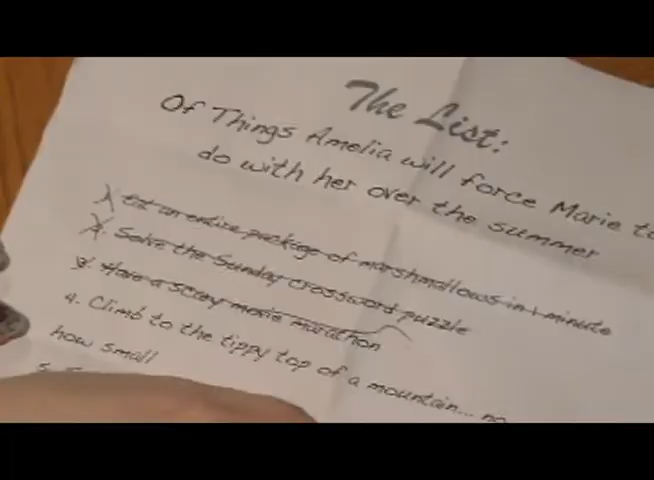 The List:
Of Things Amelia will force Marie to
do with her over the summer
1. Eat an entire package of marshmallows in 1 minute
2. Solve the Sunday crossword puzzle
3. Have a scary movie marathon
4. Climb to the tippy top of a mountain... no
how small
5.